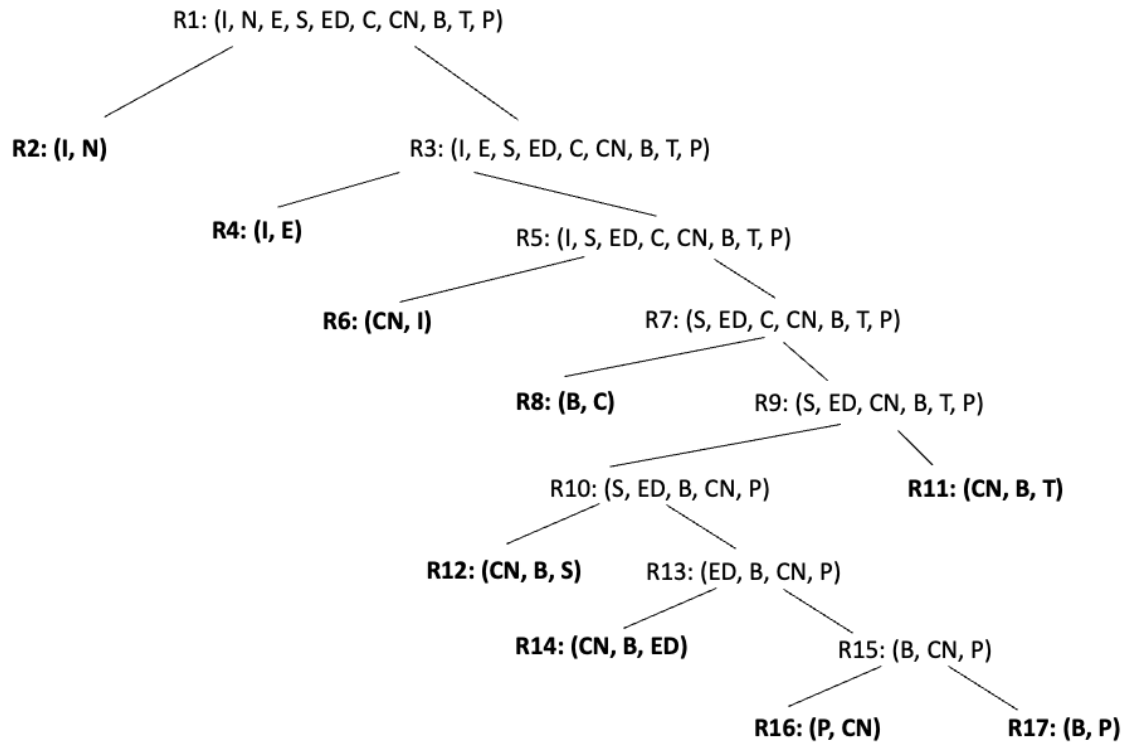 R1: (I, N, E, S, ED, C, CN, B, T, P)
R2: (I, N)
R3: (I, E, S, ED, C, CN, B, T, P)
R4: (I, E)
R5: (I, S, ED, C, CN, B, T, P)
R6: (CN, I)
R7: (S, ED, C, CN, B, T, P)
R8: (B, C)
R9: (S, ED, CN, B, T, P)
R10: (S, ED, B, CN, P)
R11: (CN, B, T)
R12: (CN, B, S)
R13: (ED, B, CN, P)
R14: (CN, B, ED)
R15: (B, CN, P)
R16: (P, CN)
R17: (B, P)